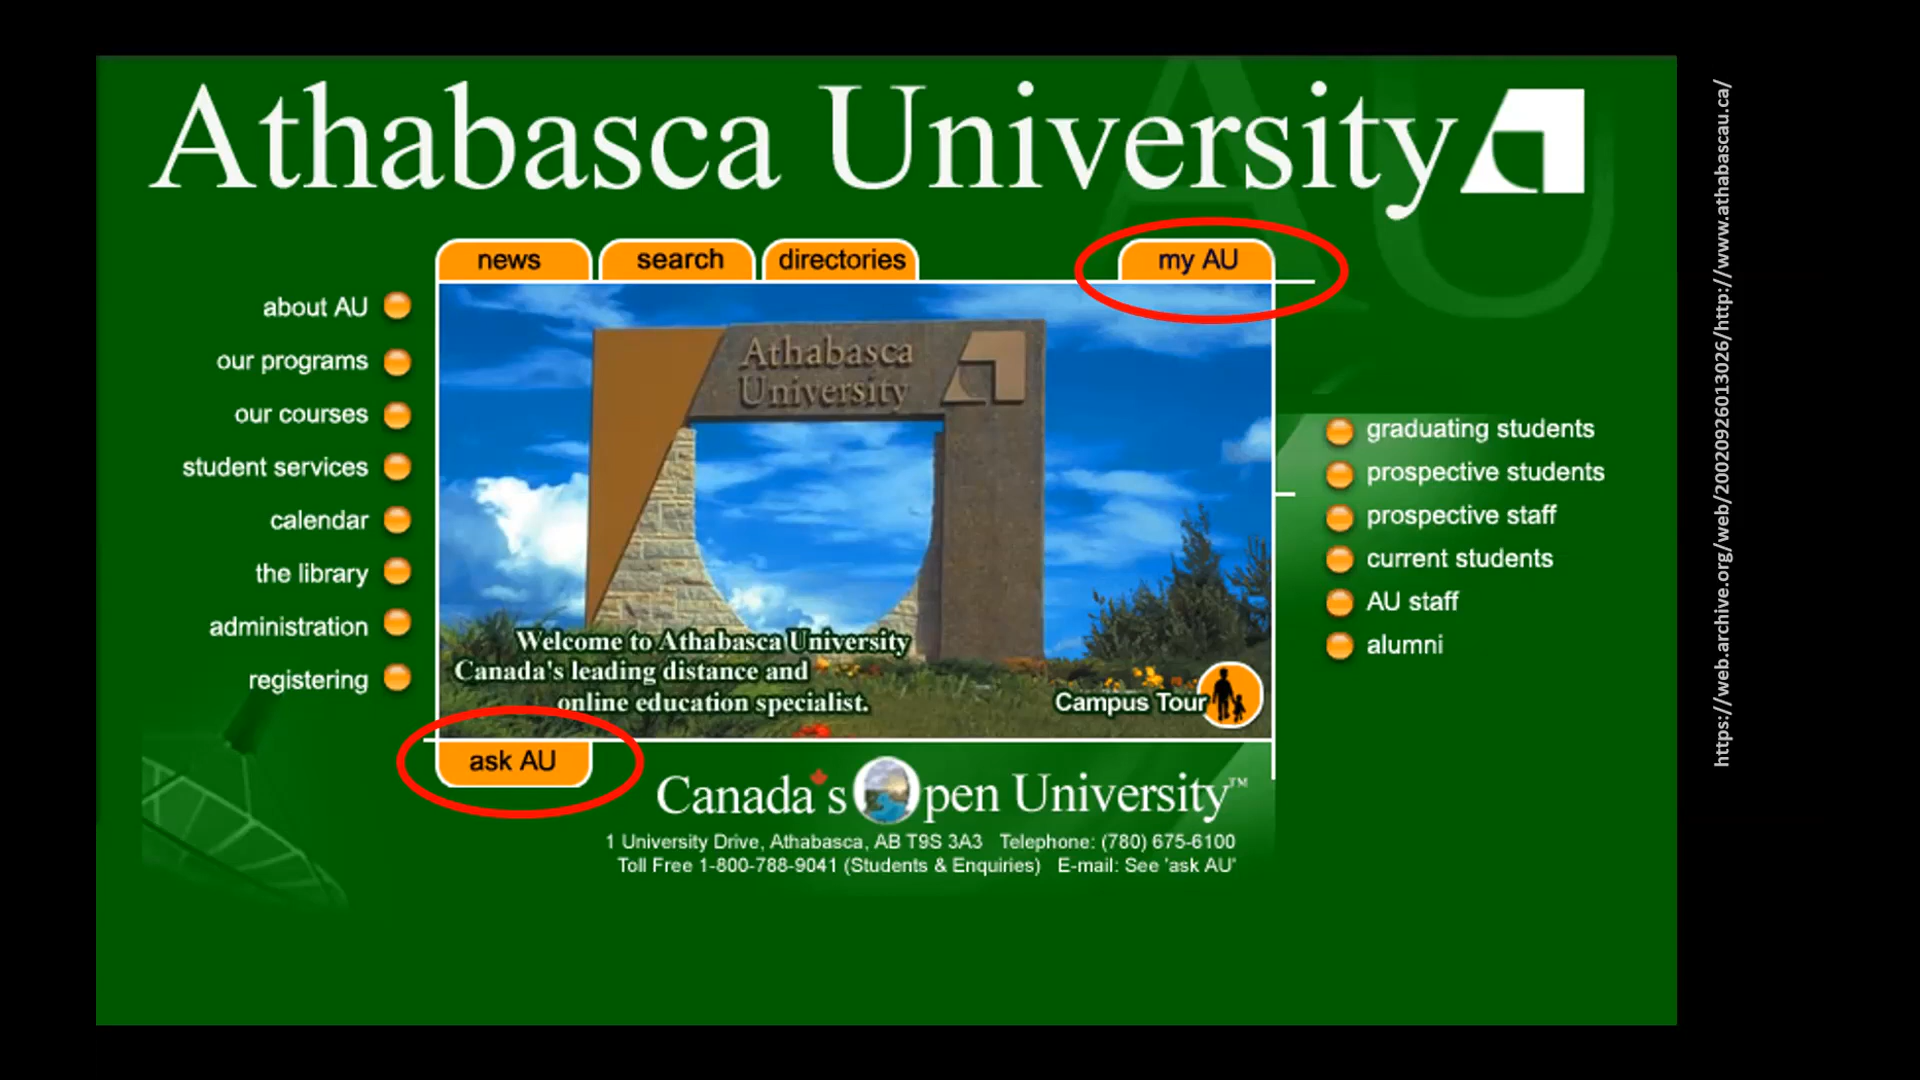 Athabasca University
news
search
directories
my AU
about AU
our programs
our courses
student services
calendar
the library
administration
registering
Athabasca
University
Welcome to Athabasca University
Canada's leading distance and
online education specialist.
Campus Tour
graduating students
prospective students
prospective staff
current students
AU staff
alumni
ask AU
Canada's Open University™
1 University Drive, Athabasca, AB T9S 3A3 Telephone: (780) 675-6100
Toll Free 1-800-788-9041 (Students & Enquiries) E-mail: See 'ask AU'
AU
https://web.archive.org/web/20020926013026/http://www.athabascau.ca/